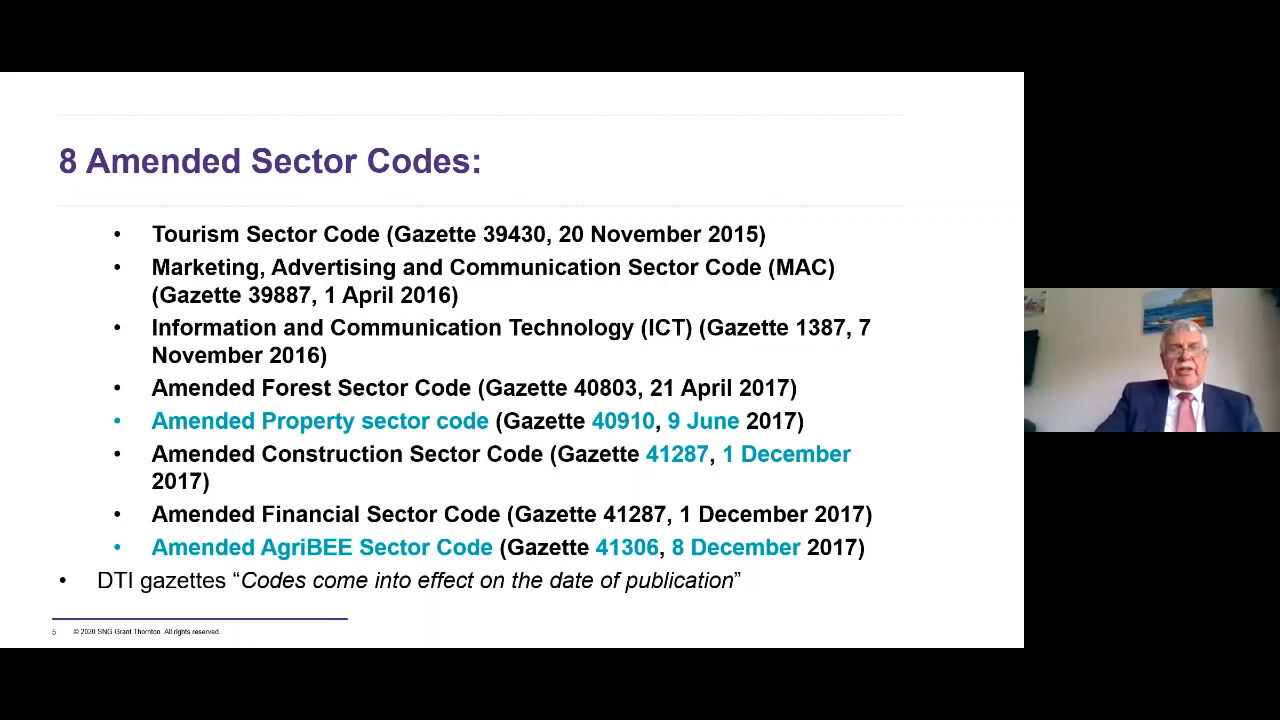 8 Amended Sector Codes:
• Tourism Sector Code (Gazette 39430, 20 November 2015)
• Marketing, Advertising and Communication Sector Code (MAC)
(Gazette 39887, 1 April 2016)
• Information and Communication Technology (ICT) (Gazette 1387, 7
November 2016)
• Amended Forest Sector Code (Gazette 40803, 21 April 2017)
• Amended Property sector code (Gazette 40910, 9 June 2017)
• Amended Construction Sector Code (Gazette 41287, 1 December
2017)
• Amended Financial Sector Code (Gazette 41287, 1 December 2017)
• Amended AgriBEE Sector Code (Gazette 41306, 8 December 2017)
• DTI gazettes “Codes come into effect on the date of publication”
5 © 2020 SNG Grant Thornton. All rights reserved.